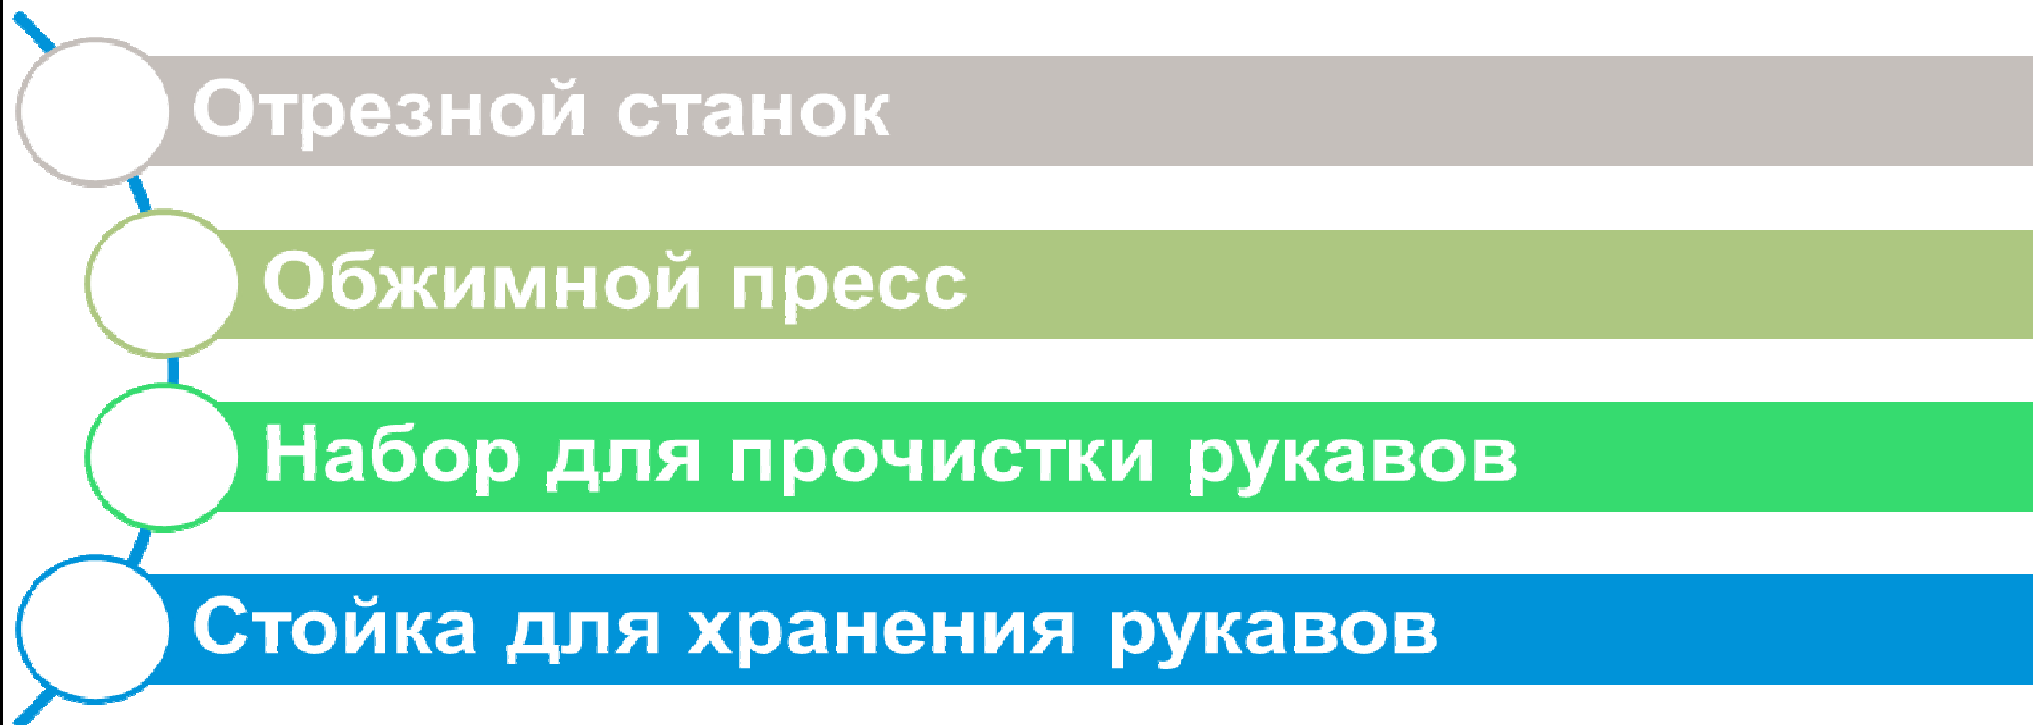 Отрезной станок
Обжимной пресс
Набор для прочистки рукавов
Стойка для хранения рукавов